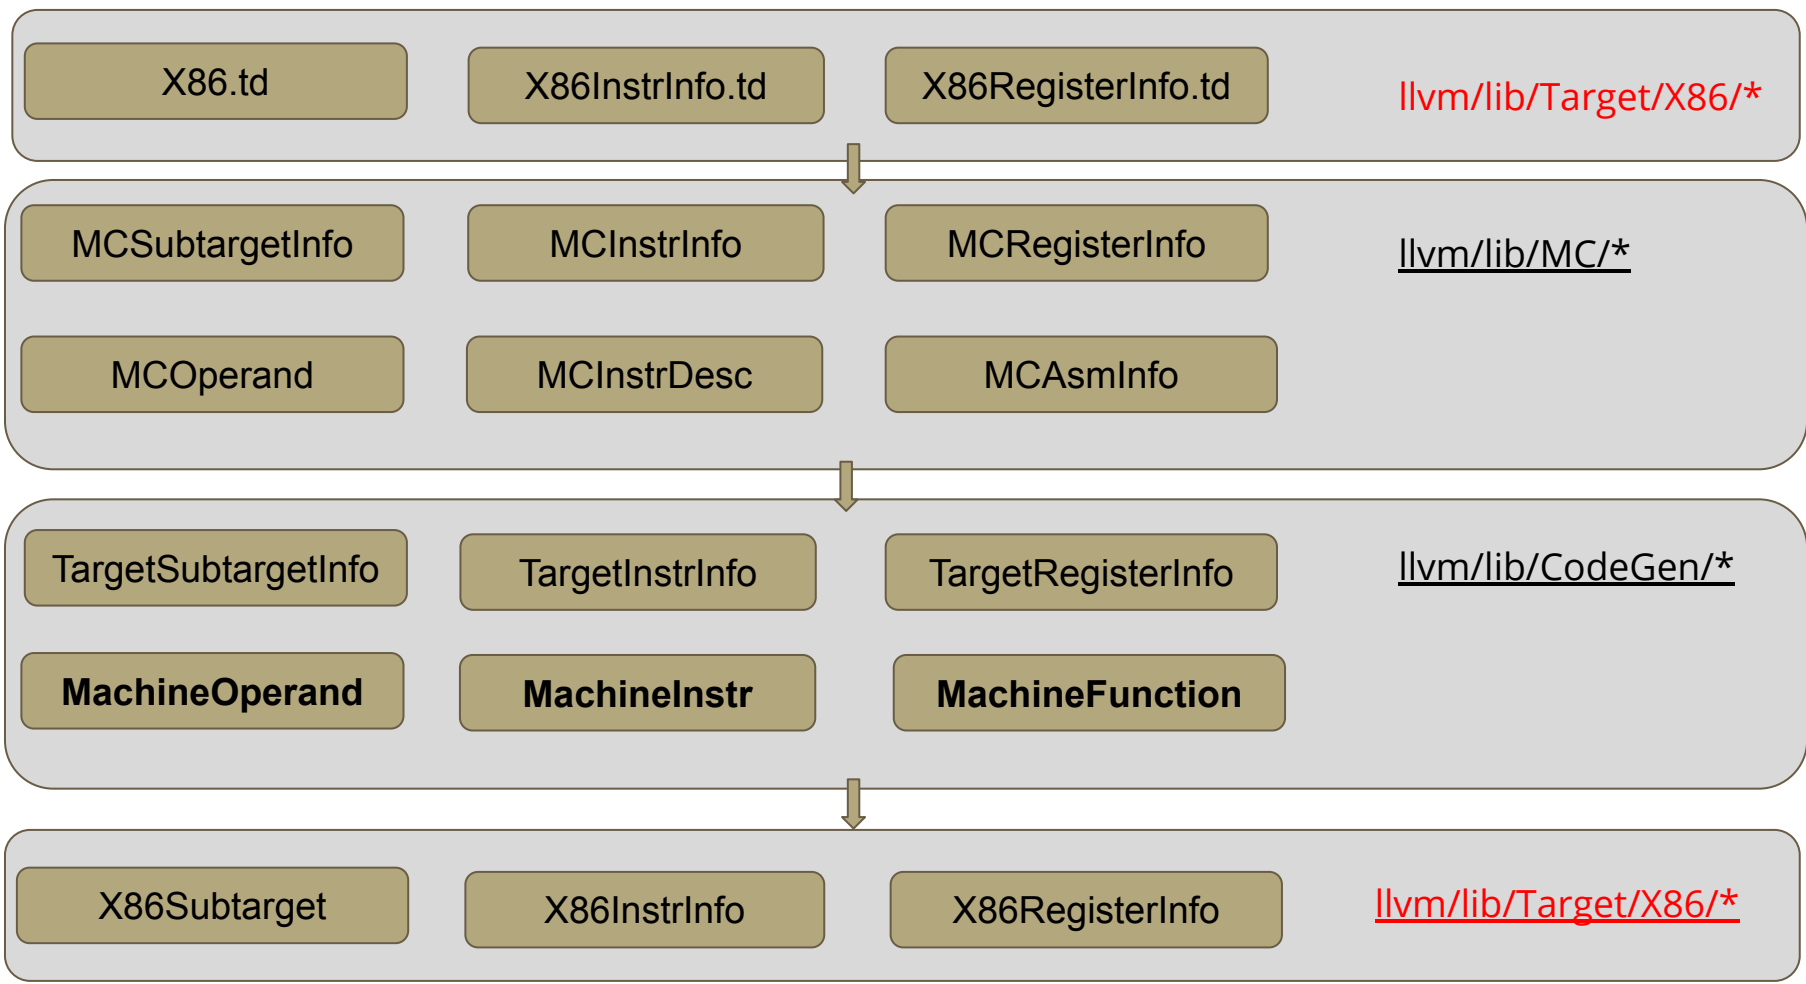 X86.td
X86InstrInfo.td
X86RegisterInfo.td
llvm/lib/Target/X86/*
MCSubtargetInfo
MCInstrInfo
MCRegisterInfo
llvm/lib/MC/*
MCOperand
MCInstrDesc
MCAsmInfo
TargetSubtargetInfo
TargetInstrInfo
TargetRegisterInfo
llvm/lib/CodeGen/*
MachineOperand
MachineInstr
MachineFunction
X86Subtarget
X86InstrInfo
X86RegisterInfo
llvm/lib/Target/X86/*